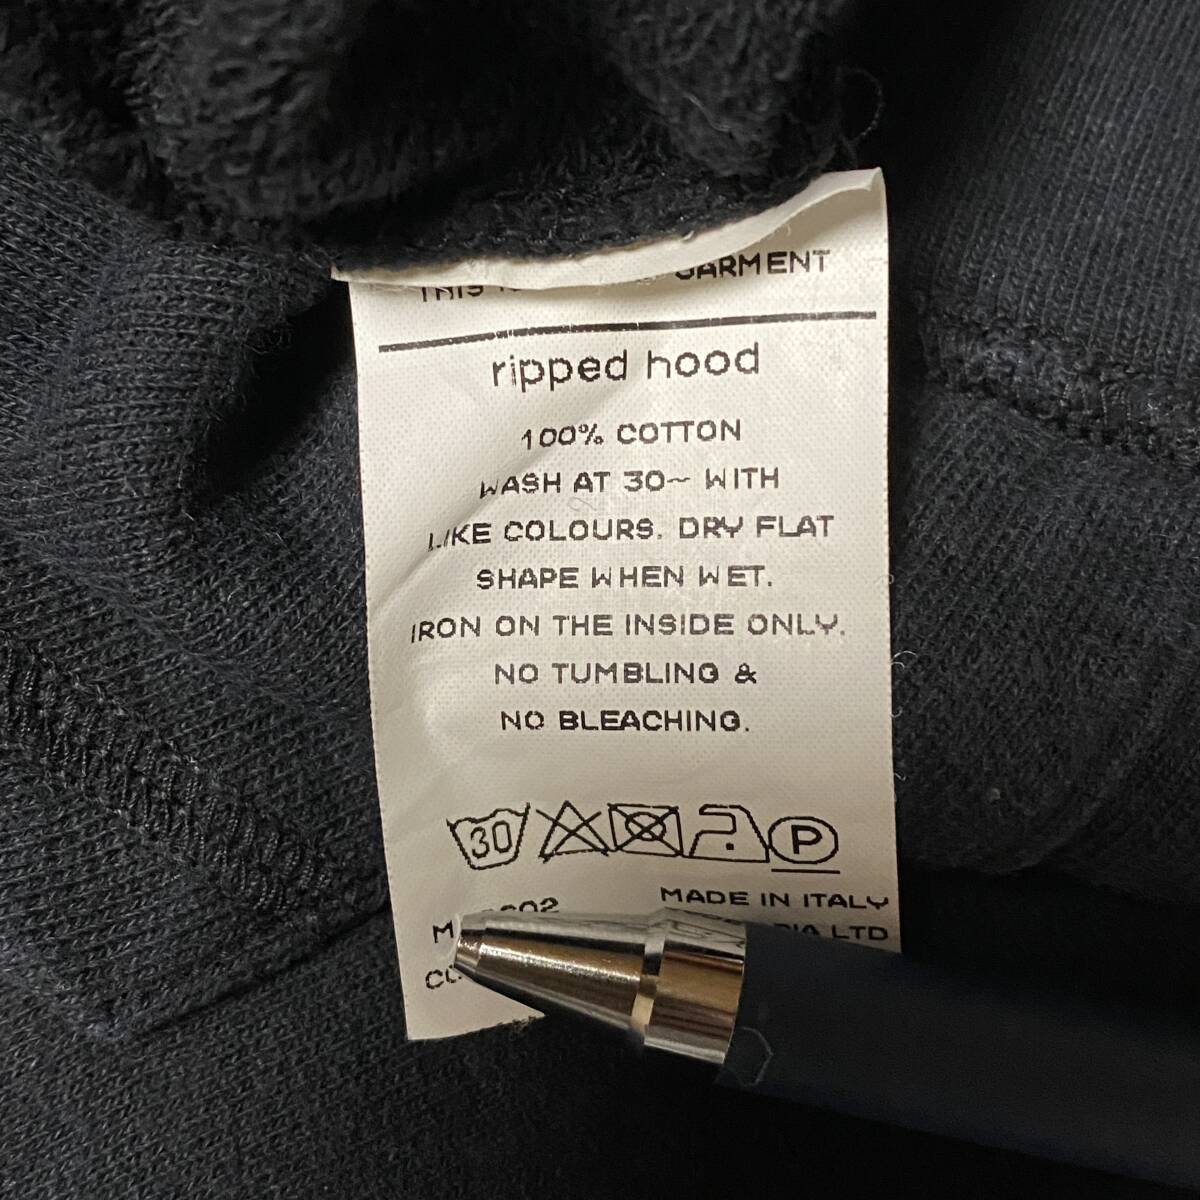 THIS GARMENT
ripped hood
100% COTTON
WASH AT 30~ WITH
LIKE COLOURS. DRY FLAT
SHAPE WHEN WET.
IRON ON THE INSIDE ONLY.
NO TUMBLING &
NO BLEACHING.
30 P
MADE IN ITALY
LTD